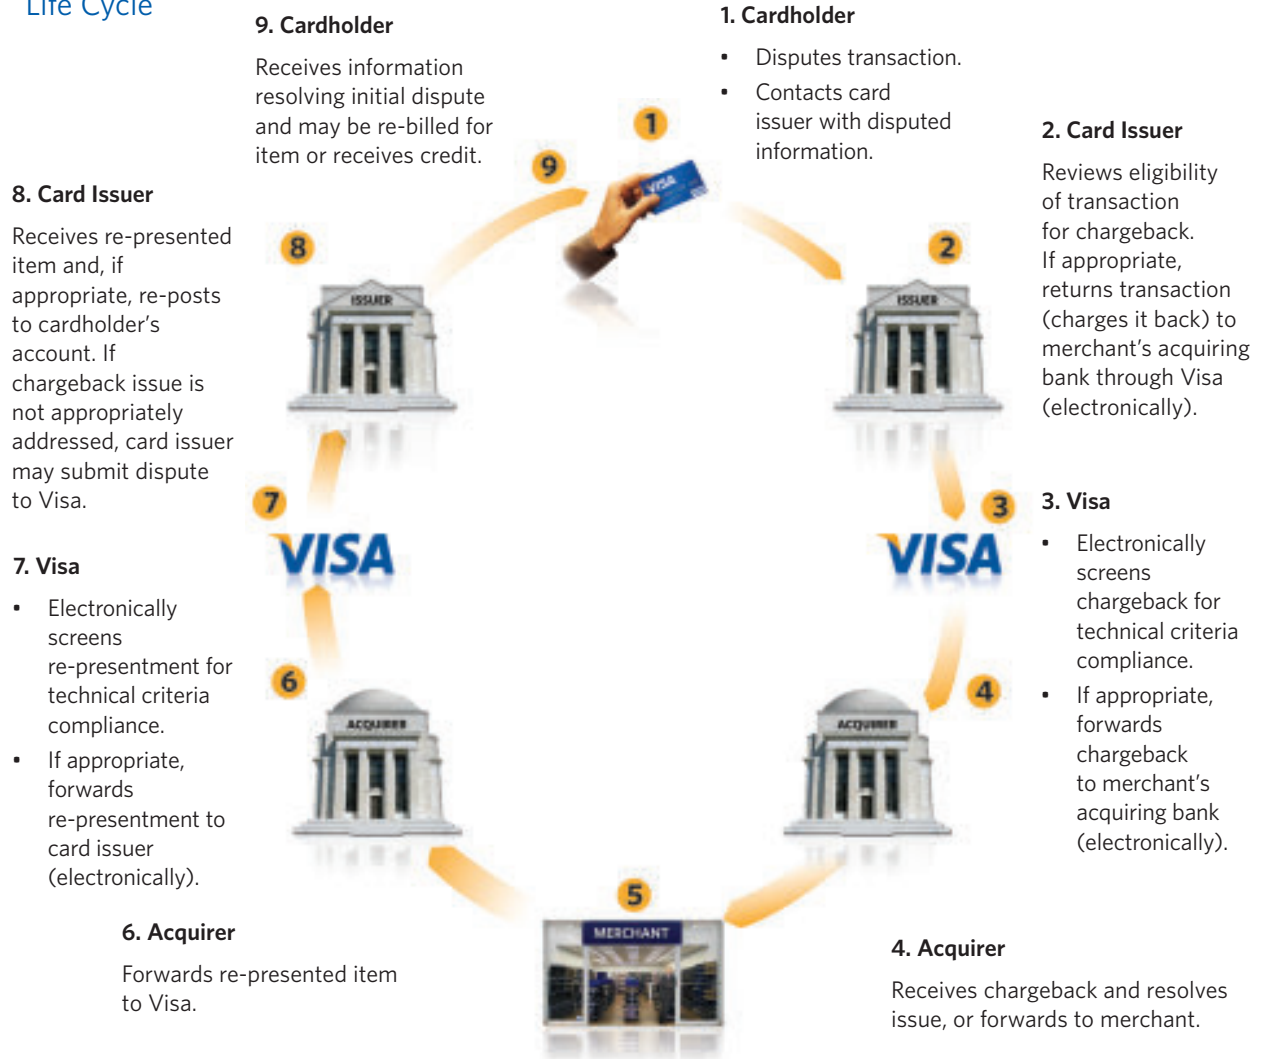 Life Cycle
1. Cardholder
• Disputes transaction.
• Contacts card
issuer with disputed
information.
2. Card Issuer
Reviews eligibility
of transaction
for chargeback.
If appropriate,
returns transaction
(charges it back) to
merchant's acquiring
bank through Visa
(electronically).
3. Visa
• Electronically
screens
chargeback for
technical criteria
compliance.
• If appropriate,
forwards
chargeback
to merchant's
acquiring bank
(electronically).
4. Acquirer
Receives chargeback and resolves
issue, or forwards to merchant.
6. Acquirer
Forwards re-presented item
to Visa.
7. Visa
• Electronically
screens
re-presentment for
technical criteria
compliance.
• If appropriate,
forwards
re-presentment to
card issuer
(electronically).
8. Card Issuer
Receives re-presented
item and, if
appropriate, re-posts
to cardholder's
account. If
chargeback issue is
not appropriately
addressed, card issuer
may submit dispute
to Visa.
9. Cardholder
Receives information
resolving initial dispute
and may be re-billed for
item or receives credit.
1
VISA
2
ISSUER
3
VISA
4
ACQUIRER
5
MERCHANT
6
ACQUIRER
7
VISA
8
ISSUER
9